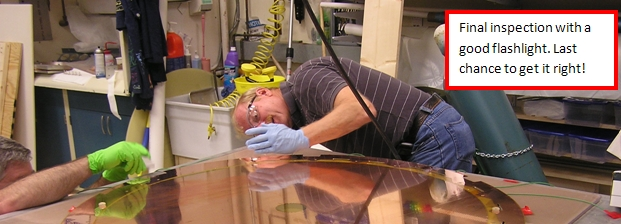 Final inspection with a
good flashlight. Last
chance to get it right!